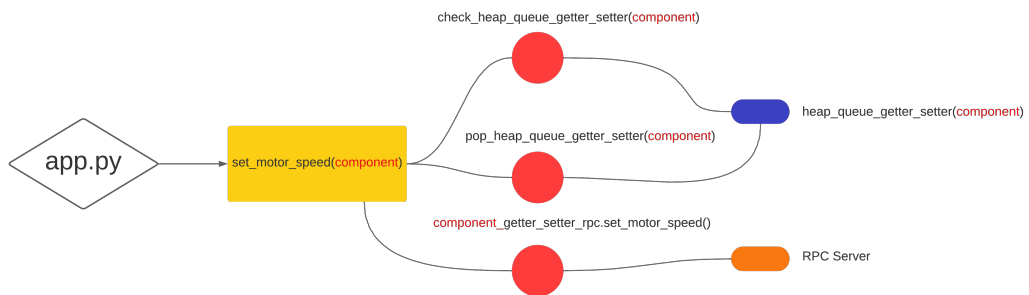 check_heap_queue_getter_setter(component)
app.py
set_motor_speed(component)
heap_queue_getter_setter(component)
pop_heap_queue_getter_setter(component)
component_getter_setter_rpc.set_motor_speed()
RPC Server